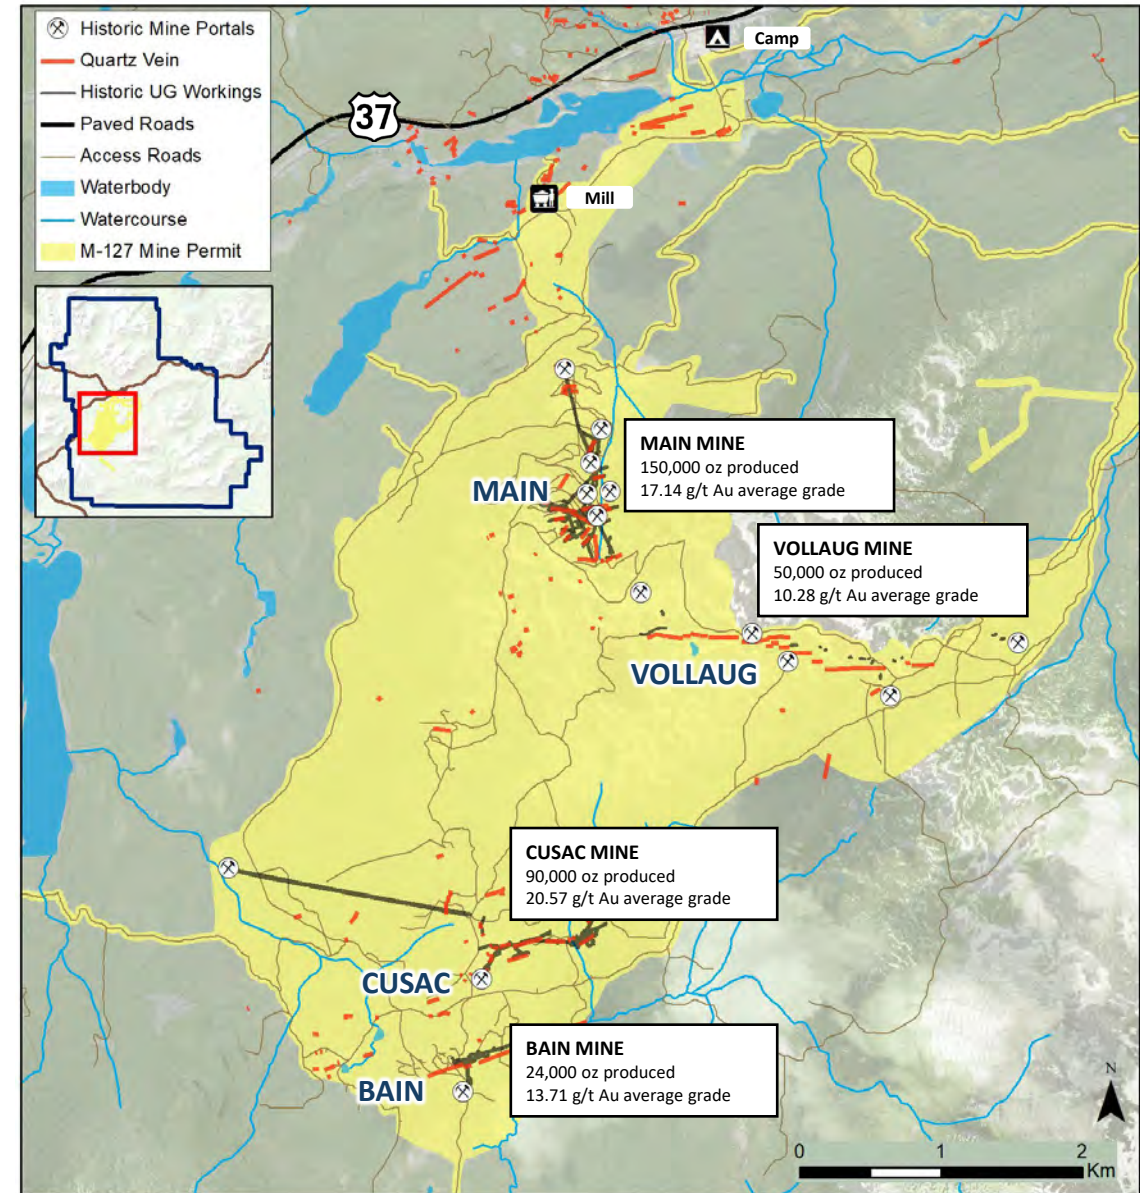 Historic Mine Portals
Quartz Vein
Historic UG Workings
Paved Roads
Access Roads
Waterbody
Watercourse
M-127 Mine Permit
37
Camp
Mill
MAIN MINE
150,000 oz produced
17.14 g/t Au average grade
MAIN
VOLLAUG MINE
50,000 oz produced
10.28 g/t Au average grade
VOLLAUG
CUSAC MINE
90,000 oz produced
20.57 g/t Au average grade
CUSAC
BAIN MINE
24,000 oz produced
13.71 g/t Au average grade
BAIN
N
0 1 2
Km